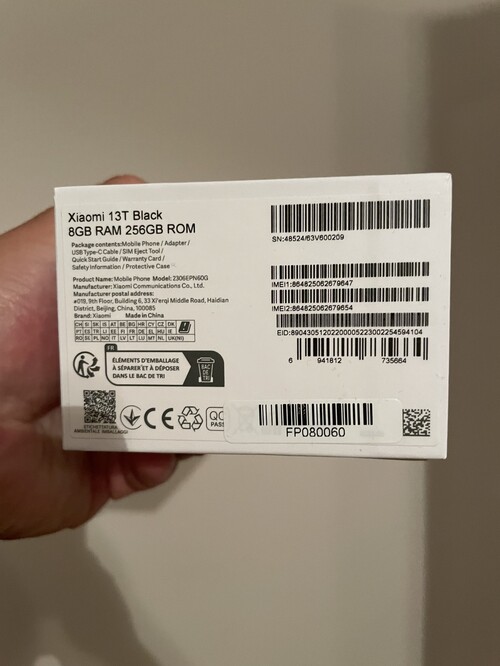 Xiaomi 13T Black
8GB RAM 256GB ROM
Package contents:Mobile Phone / Adapter /
USB Type-C Cable / SIM Eject Tool /
Quick Start Guide / Warranty Card /
Safety Information / Protective Case
Product Name: Mobile Phone Model: 2306EPN60G
Manufacturer: Xiaomi Communications Co., Ltd.
Manufacturer postal address:
#019, 9th Floor, Building 6, 33 Xi'erqi Middle Road, Haidian
District, Beijing, China, 100085
Brand: Xiaomi Made in China
SN:48524/63V600209
IMEI1:864825062679647
IMEI2:864825062679654
EID:89043051202200005223002254594104
6 941812 735664
CH SI SK IS AT BE BG HR CY CZ DK
PT ES TR LI EE FI FR DE EL HU IE
RO SE PL NO IT LV LT LU MT NL UK(NI)
FR
ÉLÉMENTS D'EMBALLAGE
À SÉPARER ET À DÉPOSER
DANS LE BAC DE TRI
BAC
DE
TRI
ETICHETTATURA
AMBIENTALE IMBALLAGGI
CE
QC
PASS
FP080060